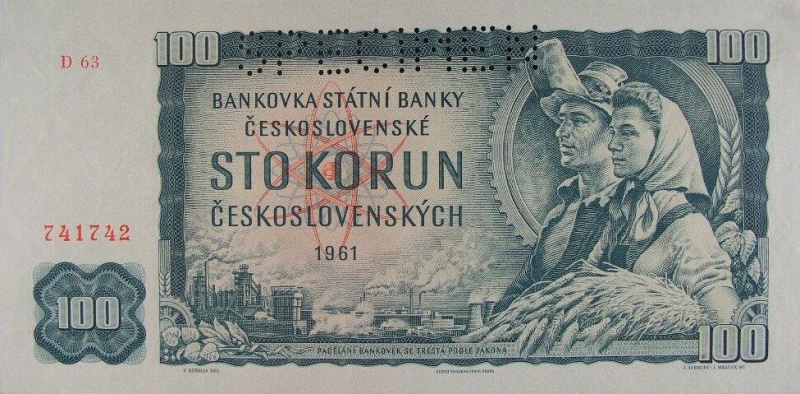 SPECIMEN
100
100
D 63
BANKOVKA STÁTNÍ BANKY
ČESKOSLOVENSKÉ
STO KORUN
ČESKOSLOVENSKÝCH
741742
1961
100
100
PADĚLÁNÍ BANKOVEK SE TRESTÁ PODLE ZÁKONA